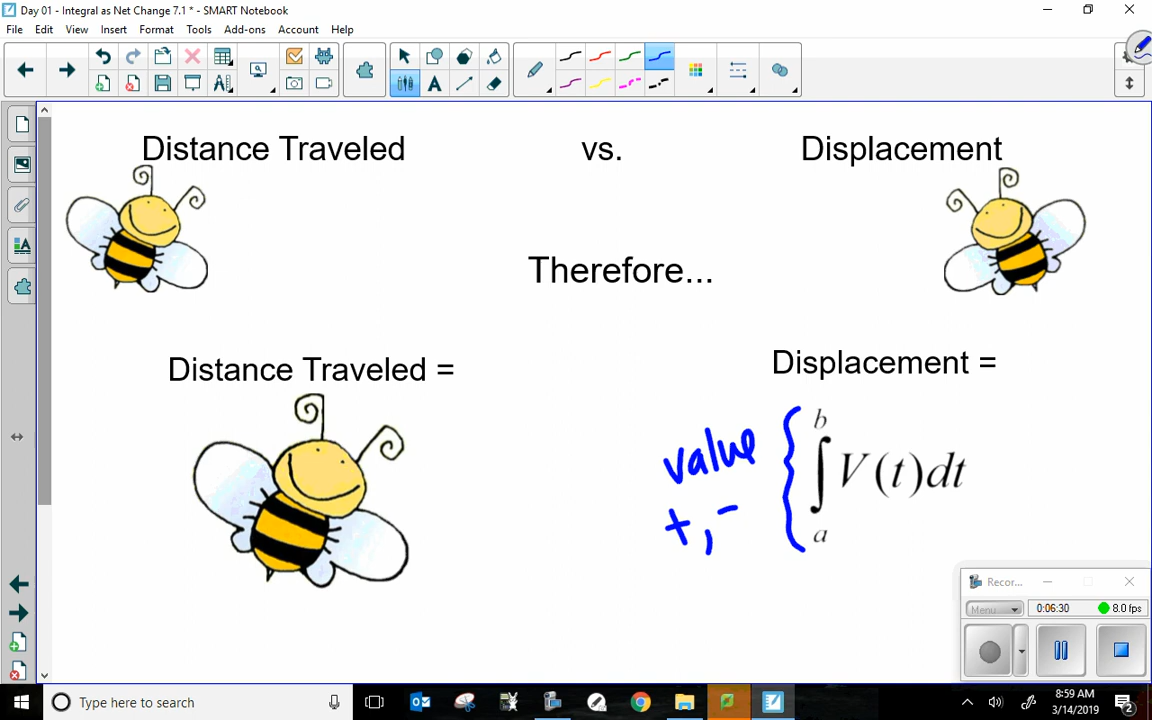 Day 01 - Integral as Net Change 7.1 * - SMART Notebook
File Edit View Insert Format Tools Add-ons Account Help
Distance Traveled vs. Displacement
Therefore...
Distance Traveled = Displacement =
value
+, -
b
∫ V(t)dt
a
Recor...
Menu 0:06:30 8.0 fps
Type here to search
8:59 AM
3/14/2019
2